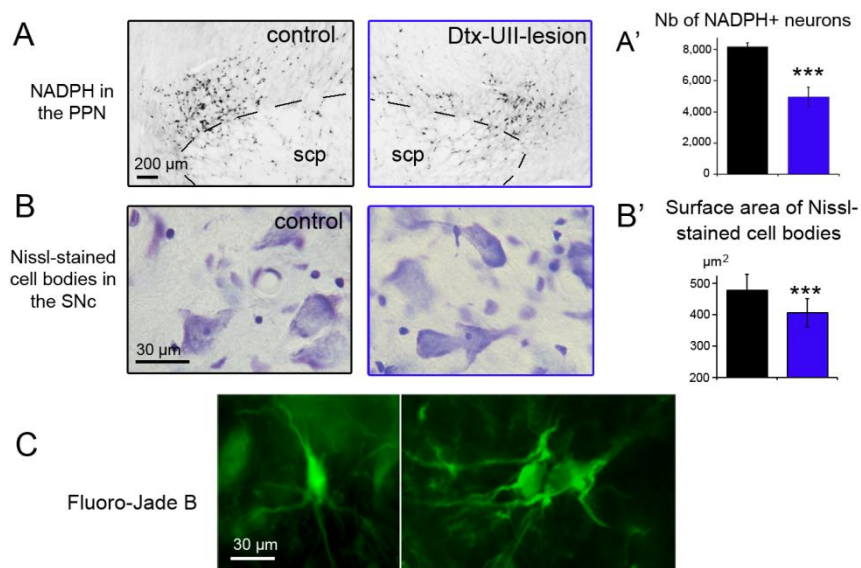 A
NADPH in
the PPN
control
scp
200 µm
Dtx-UII-lesion
scp
A'
Nb of NADPH+ neurons
8,000
6,000
4,000
2,000
0
***
B
Nissl-stained
cell bodies in
the SNc
control
30 µm
B'
Surface area of Nissl-
stained cell bodies
µm²
500
400
300
200
***
C
Fluoro-Jade B
30 µm